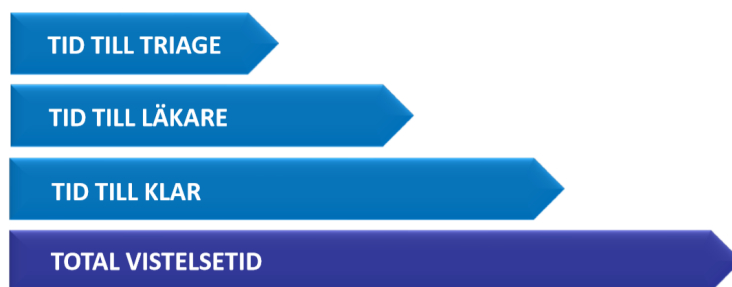 TID TILL TRIAGE
TID TILL LÄKARE
TID TILL KLAR
TOTAL VISTELSETID